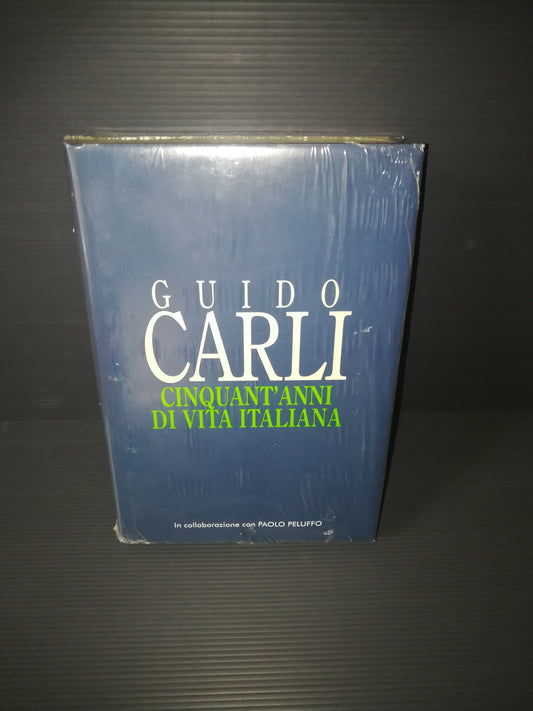 GUIDO
CARLI
CINQUANT'ANNI
DI VITA ITALIANA
In collaborazione con PAOLO PELUFFO